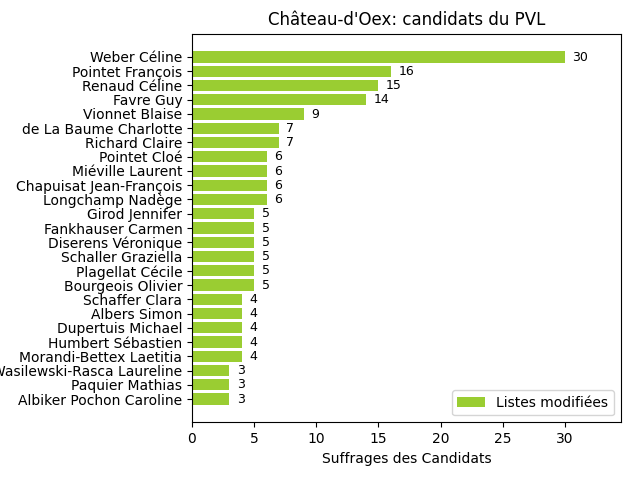 Château-d'Oex: candidats du PVL
Weber Céline 30
Pointet François 16
Renaud Céline 15
Favre Guy 14
Vionnet Blaise 9
de La Baume Charlotte 7
Richard Claire 7
Pointet Cloé 6
Miéville Laurent 6
Chapuisat Jean-François 6
Longchamp Nadège 6
Girod Jennifer 5
Fankhauser Carmen 5
Diserens Véronique 5
Schaller Graziella 5
Plagellat Cécile 5
Bourgeois Olivier 5
Schaffer Clara 4
Albers Simon 4
Dupertuis Michael 4
Humbert Sébastien 4
Morandi-Bettex Laetitia 4
Wasilewski-Rasca Laureline 3
Paquier Mathias 3
Albiker Pochon Caroline 3
Listes modifiées
0 5 10 15 20 25 30
Suffrages des Candidats